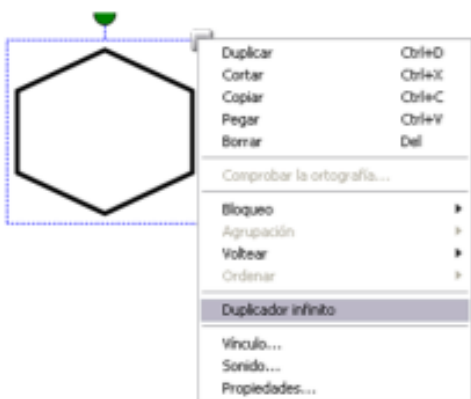 Duplicar Ctrl+D
Cortar Ctrl+X
Copiar Ctrl+C
Pegar Ctrl+V
Borrar Del
Comprobar la ortografía...
Bloqueo
Agrupación
Voltear
Ordenar
Duplicador infinito
Vínculo...
Sonido...
Propiedades...